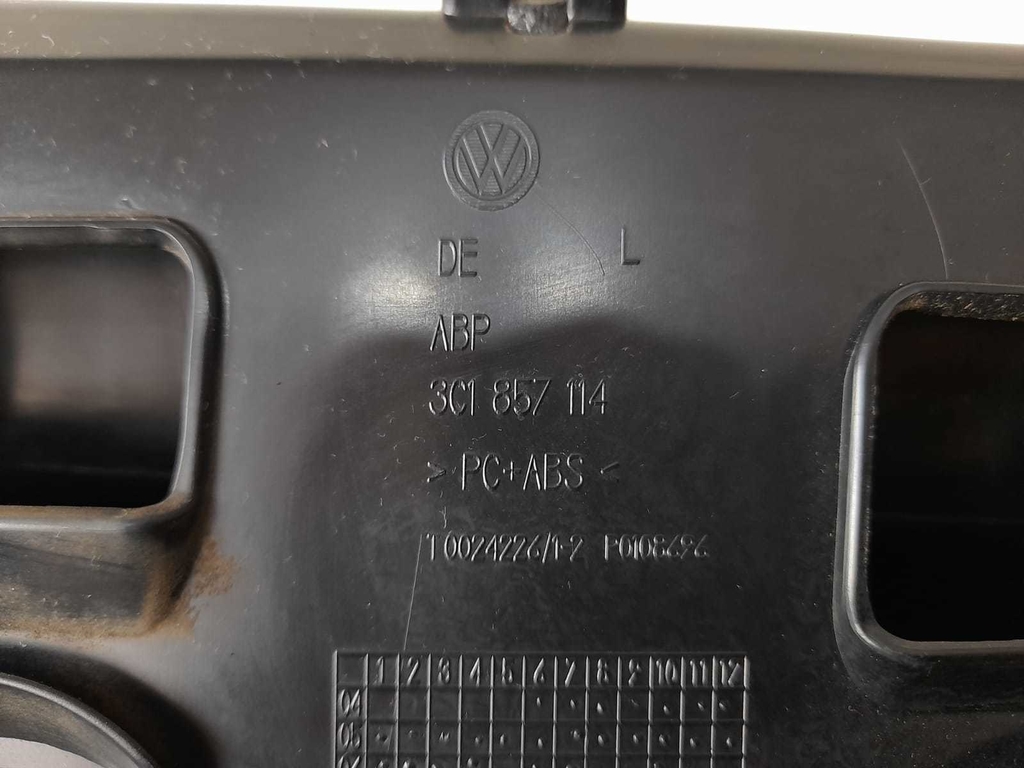 DE L
ABP
3C1 857 114
> PC+ABS <
T0024226/1-2 P0108696
- 1 2 3 4 5 6 7 8 9 10 11 12
04
05